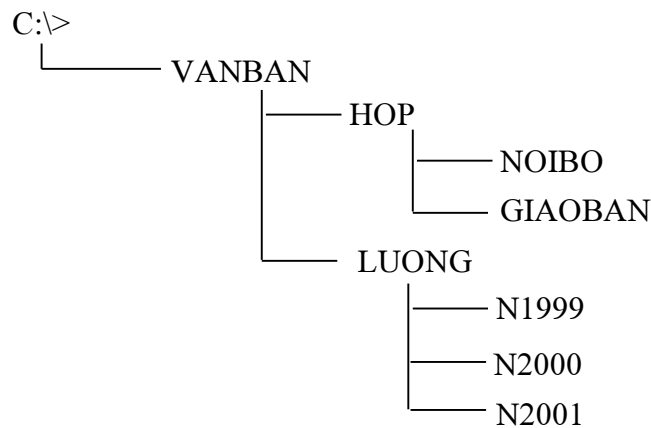 C:\>
VANBAN
HOP
NOIBO
GIAOBAN
LUONG
N1999
N2000
N2001